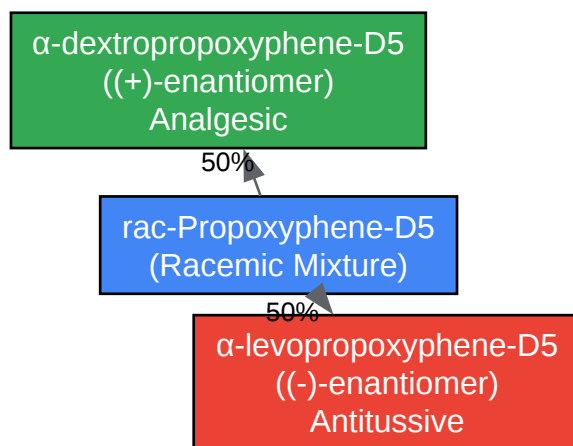 α-dextropropoxyphene-D5
((+)-enantiomer)
Analgesic
50%
rac-Propoxyphene-D5
(Racemic Mixture)
50%
α-levopropoxyphene-D5
((-)-enantiomer)
Antitussive